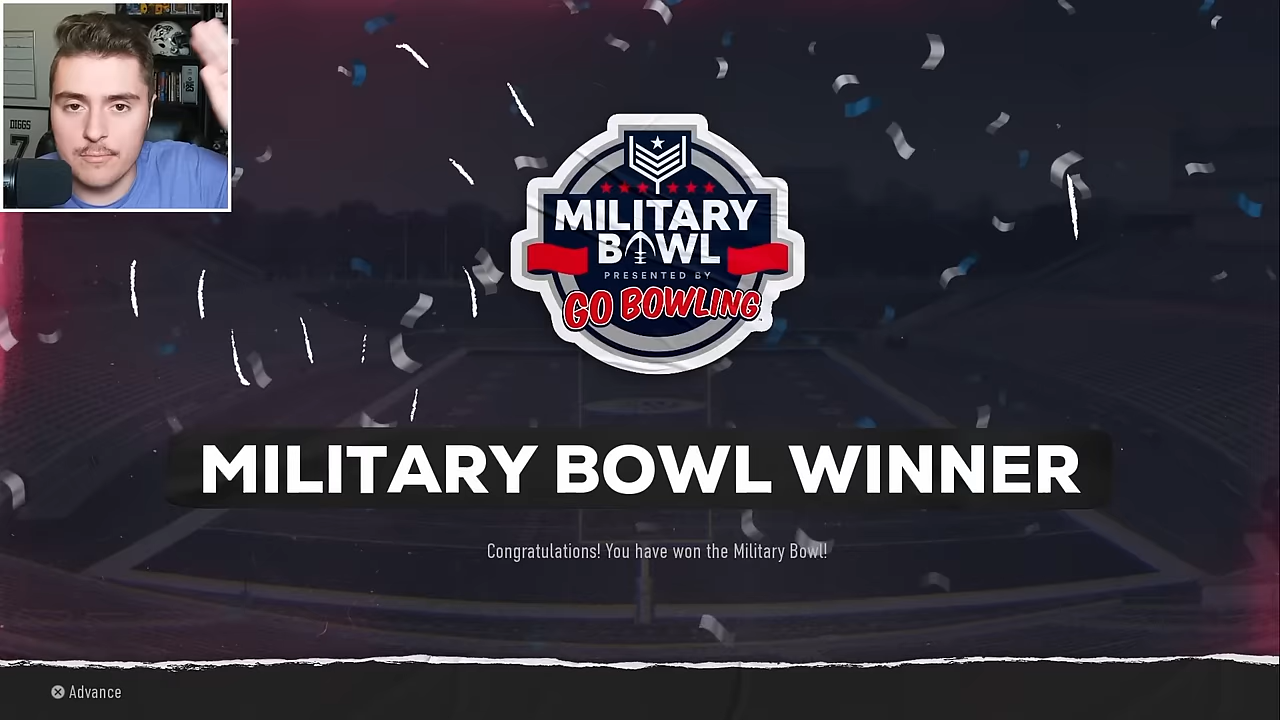 DIGGS
7
MILITARY
BOWL
PRESENTED BY
GO BOWLING
MILITARY BOWL WINNER
Congratulations! You have won the Military Bowl!
Advance